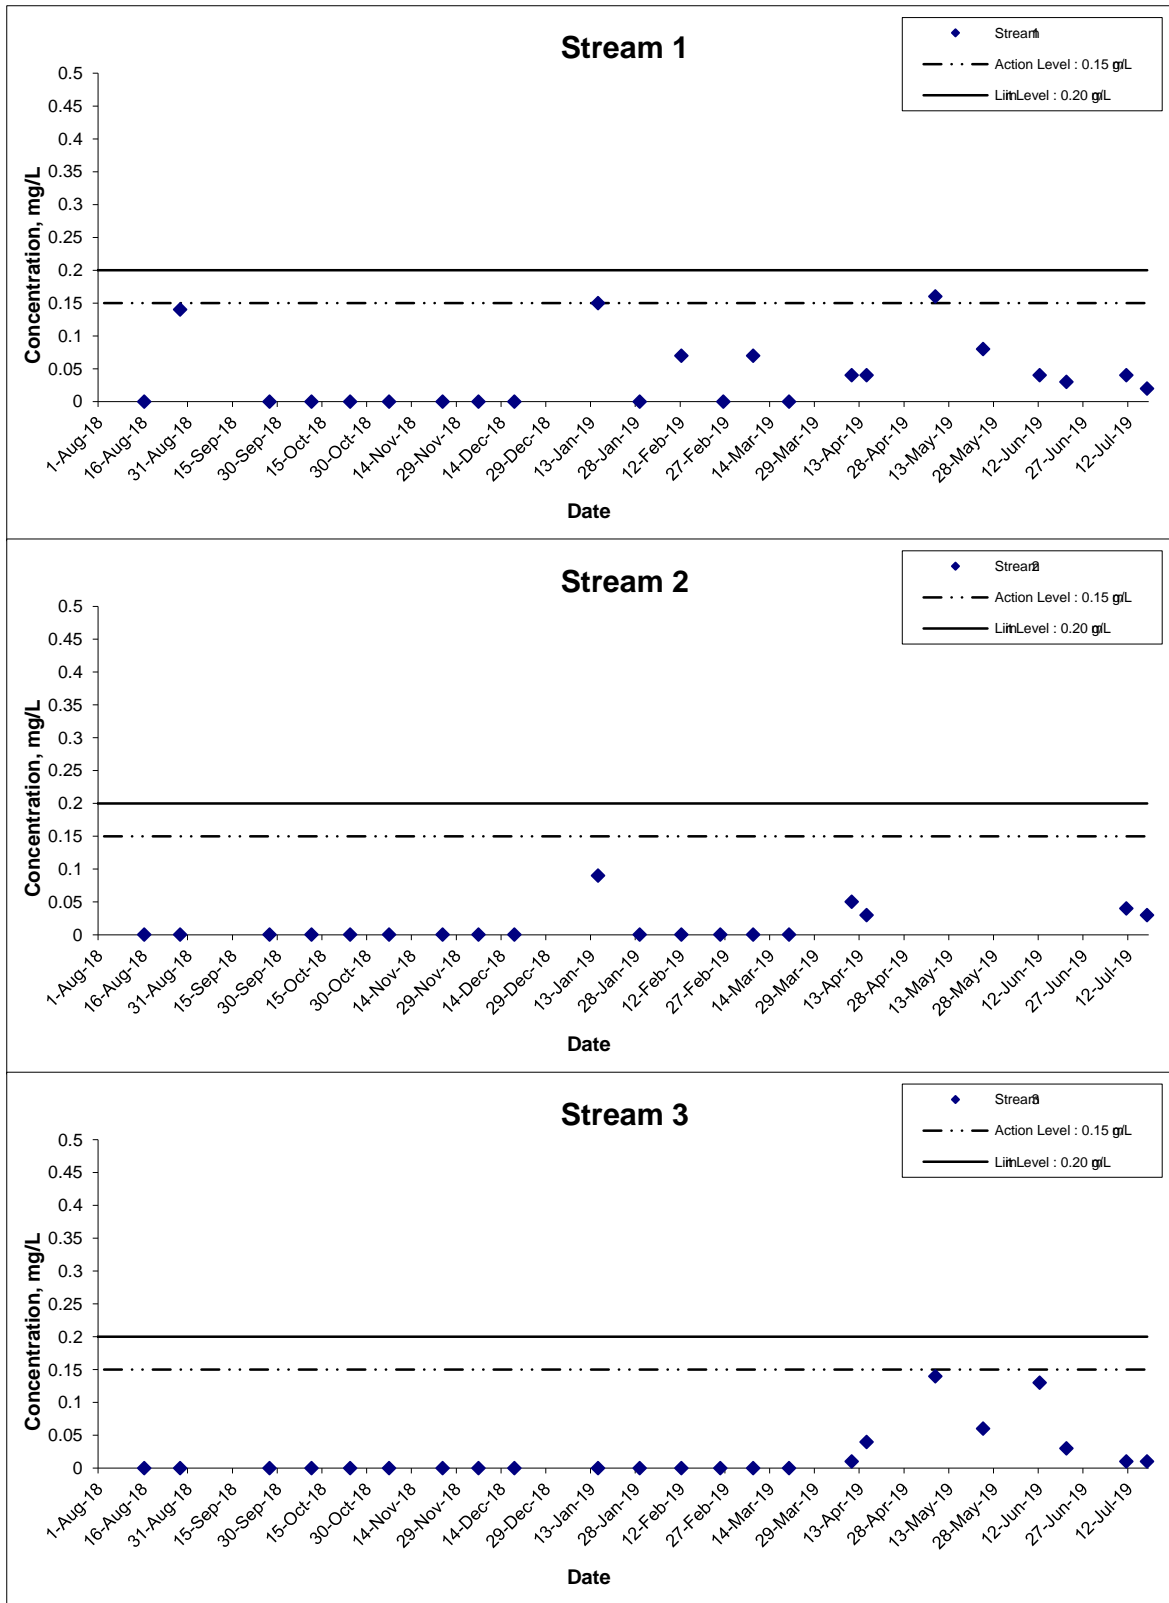 Stream 1
Stream1
Action Level : 0.15 g/L
Limit Level : 0.20 g/L
Concentration, mg/L
0.5
0.45
0.4
0.35
0.3
0.25
0.2
0.15
0.1
0.05
0
1-Aug-18
16-Aug-18
31-Aug-18
15-Sep-18
30-Sep-18
15-Oct-18
30-Oct-18
14-Nov-18
29-Nov-18
14-Dec-18
29-Dec-18
13-Jan-19
28-Jan-19
12-Feb-19
27-Feb-19
14-Mar-19
29-Mar-19
13-Apr-19
28-Apr-19
13-May-19
28-May-19
12-Jun-19
27-Jun-19
12-Jul-19
Date
Stream 2
Stream2
Action Level : 0.15 g/L
Limit Level : 0.20 g/L
Concentration, mg/L
0.5
0.45
0.4
0.35
0.3
0.25
0.2
0.15
0.1
0.05
0
1-Aug-18
16-Aug-18
31-Aug-18
15-Sep-18
30-Sep-18
15-Oct-18
30-Oct-18
14-Nov-18
29-Nov-18
14-Dec-18
29-Dec-18
13-Jan-19
28-Jan-19
12-Feb-19
27-Feb-19
14-Mar-19
29-Mar-19
13-Apr-19
28-Apr-19
13-May-19
28-May-19
12-Jun-19
27-Jun-19
12-Jul-19
Date
Stream 3
Stream3
Action Level : 0.15 g/L
Limit Level : 0.20 g/L
Concentration, mg/L
0.5
0.45
0.4
0.35
0.3
0.25
0.2
0.15
0.1
0.05
0
1-Aug-18
16-Aug-18
31-Aug-18
15-Sep-18
30-Sep-18
15-Oct-18
30-Oct-18
14-Nov-18
29-Nov-18
14-Dec-18
29-Dec-18
13-Jan-19
28-Jan-19
12-Feb-19
27-Feb-19
14-Mar-19
29-Mar-19
13-Apr-19
28-Apr-19
13-May-19
28-May-19
12-Jun-19
27-Jun-19
12-Jul-19
Date